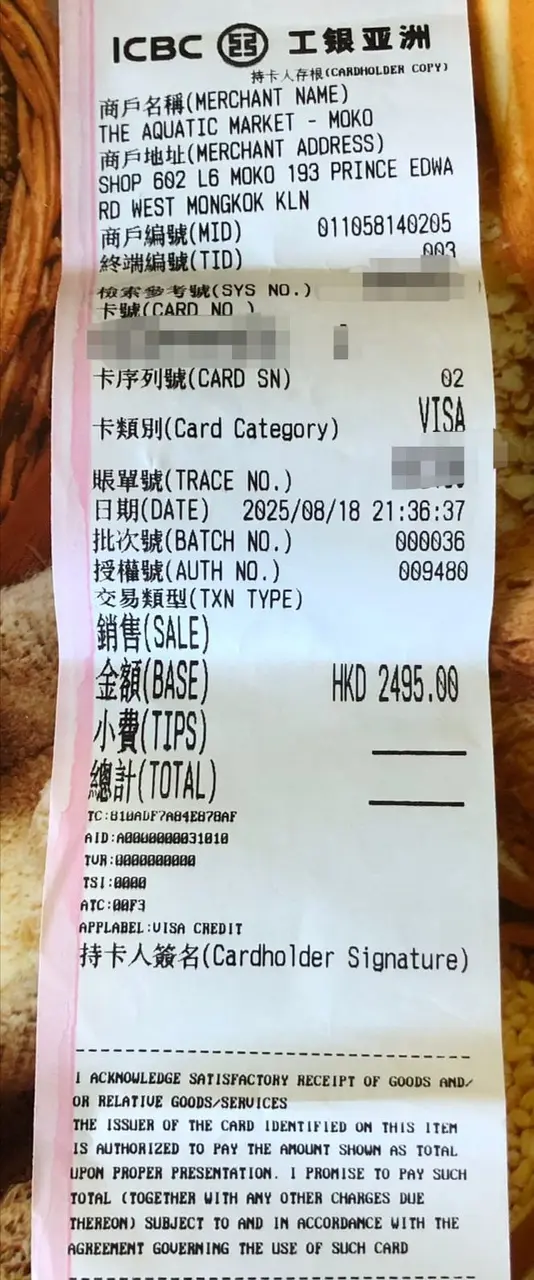 ICBC 工银亚洲
持卡人存根(CARDHOLDER COPY)
商戶名稱(MERCHANT NAME)
THE AQUATIC MARKET - MOKO
商戶地址(MERCHANT ADDRESS)
SHOP 602 L6 MOKO 193 PRINCE EDWA
RD WEST MONGKOK KLN
商戶編號(MID) 011058140205
終端編號(TID) 003
檢索參考號(SYS NO.)
卡號(CARD NO.)
卡序列號(CARD SN) 02
卡類別(Card Category) VISA
賬單號(TRACE NO.)
日期(DATE) 2025/08/18 21:36:37
批次號(BATCH NO.) 000036
授權號(AUTH NO.) 009480
交易類型(TXN TYPE)
銷售(SALE)
金額(BASE) HKD 2495.00
小費(TIPS)
總計(TOTAL)
TC:810ADF7A84E878AF
AID:A0000000031010
TVR:0000000000
TSI:0000
ATC:00F3
APPLABEL:VISA CREDIT
持卡人簽名(Cardholder Signature)
I ACKNOWLEDGE SATISFACTORY RECEIPT OF GOODS AND/
OR RELATIVE GOODS/SERVICES
THE ISSUER OF THE CARD IDENTIFIED ON THIS ITEM
IS AUTHORIZED TO PAY THE AMOUNT SHOWN AS TOTAL
UPON PROPER PRESENTATION. I PROMISE TO PAY SUCH
TOTAL (TOGETHER WITH ANY OTHER CHARGES DUE
THEREON) SUBJECT TO AND IN ACCORDANCE WITH THE
AGREEMENT GOVERNING THE USE OF SUCH CARD